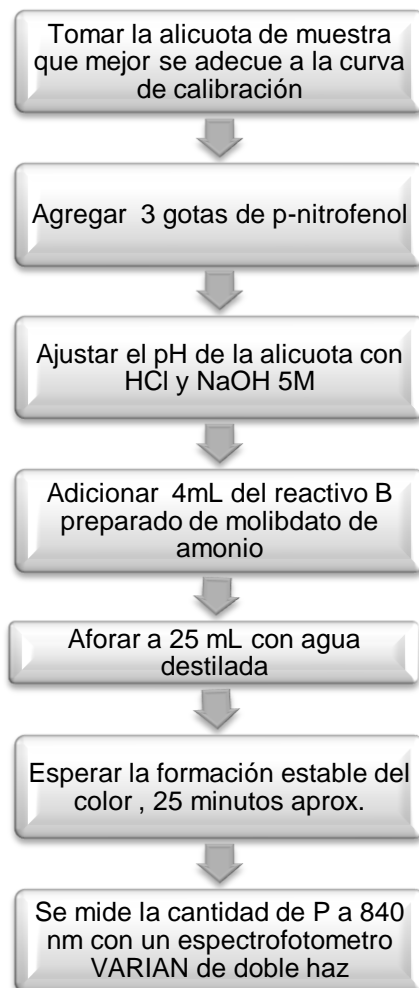 Tomar la alicuota de muestra
que mejor se adecue a la curva
de calibración
Agregar 3 gotas de p-nitrofenol
Ajustar el pH de la alicuota con
HCl y NaOH 5M
Adicionar 4mL del reactivo B
preparado de molibdato de
amonio
Aforar a 25 mL con agua
destilada
Esperar la formación estable del
color , 25 minutos aprox.
Se mide la cantidad de P a 840
nm con un espectrofotometro
VARIAN de doble haz